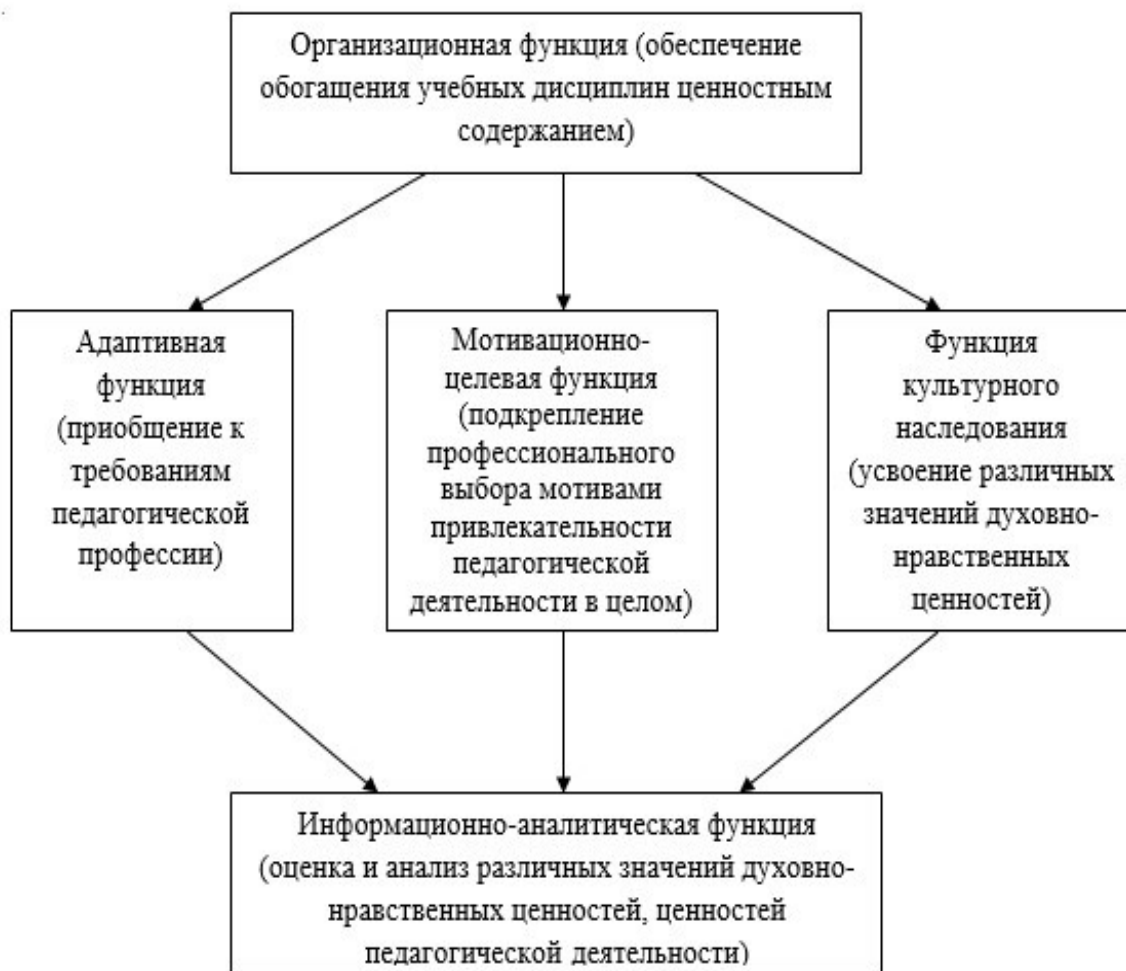 Организационная функция (обеспечение
обогащения учебных дисциплин ценностным
содержанием)
Адаптивная
функция
(приобщение к
требованиям
педагогической
профессии)
Мотивационно-
целевая функция
(подкрепление
профессионального
выбора мотивами
привлекательности
педагогической
деятельности в целом)
Функция
культурного
наследования
(усвоение различных
значений духовно-
нравственных
ценностей)
Информационно-аналитическая функция
(оценка и анализ различных значений духовно-
нравственных ценностей, ценностей
педагогической деятельности)